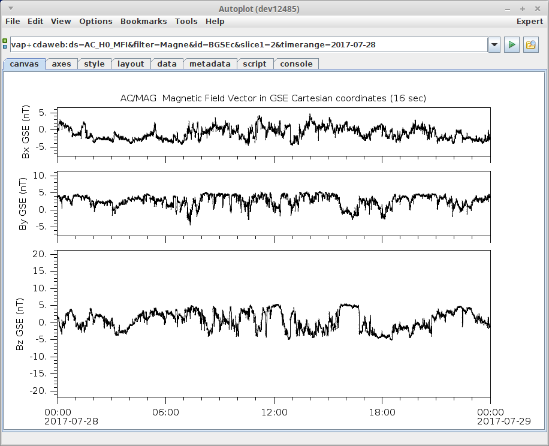 Autoplot (dev12485)
File Edit View Options Bookmarks Tools Help Expert
vap+cdaweb:ds=AC_H0_MFI&filter=Magne&id=BGSEc&slice1=2&timerange=2017-07-28
canvas axes style layout data metadata script console
AC/MAG Magnetic Field Vector in GSE Cartesian coordinates (16 sec)
Bx GSE (nT)
5.
0.
-5.
By GSE (nT)
10.
5.
0.
-5.
Bz GSE (nT)
20.
15.
10.
5.
0.
-5.
-10.
-15.
-20.
00:00 06:00 12:00 18:00 00:00
2017-07-28 2017-07-29